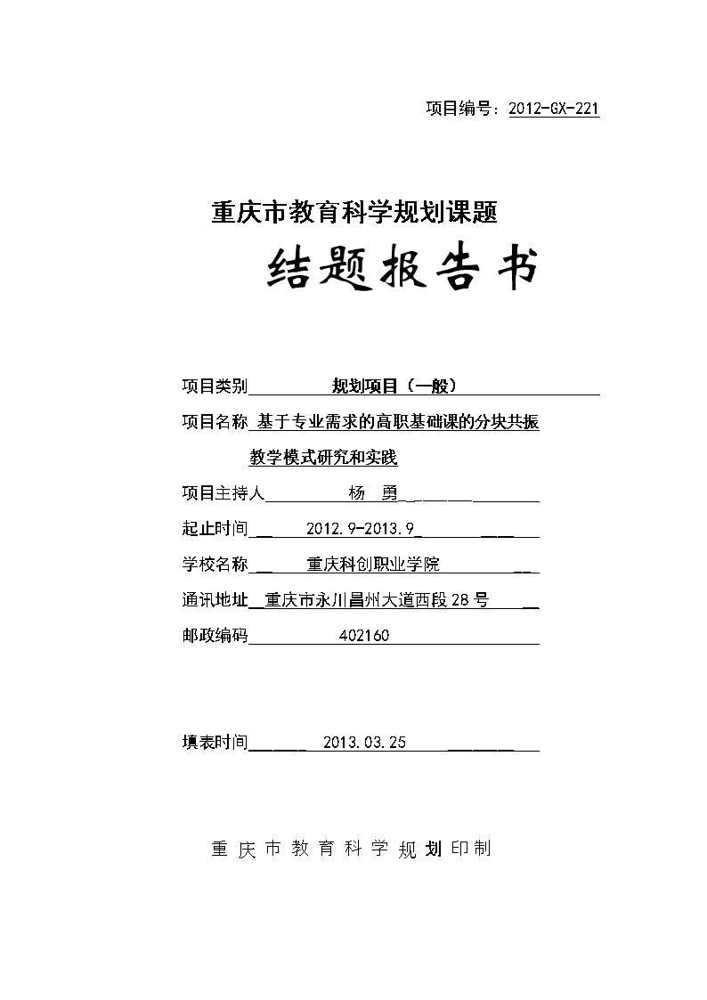 项目编号：2012-GX-221
重庆市教育科学规划课题
结题报告书
项目类别 规划项目（一般）
项目名称 基于专业需求的高职基础课的分块共振
教学模式研究和实践
项目主持人 杨 勇
起止时间 2012.9-2013.9
学校名称 重庆科创职业学院
通讯地址 重庆市永川昌州大道西段28号
邮政编码 402160
填表时间 2013.03.25
重庆市教育科学规划印制